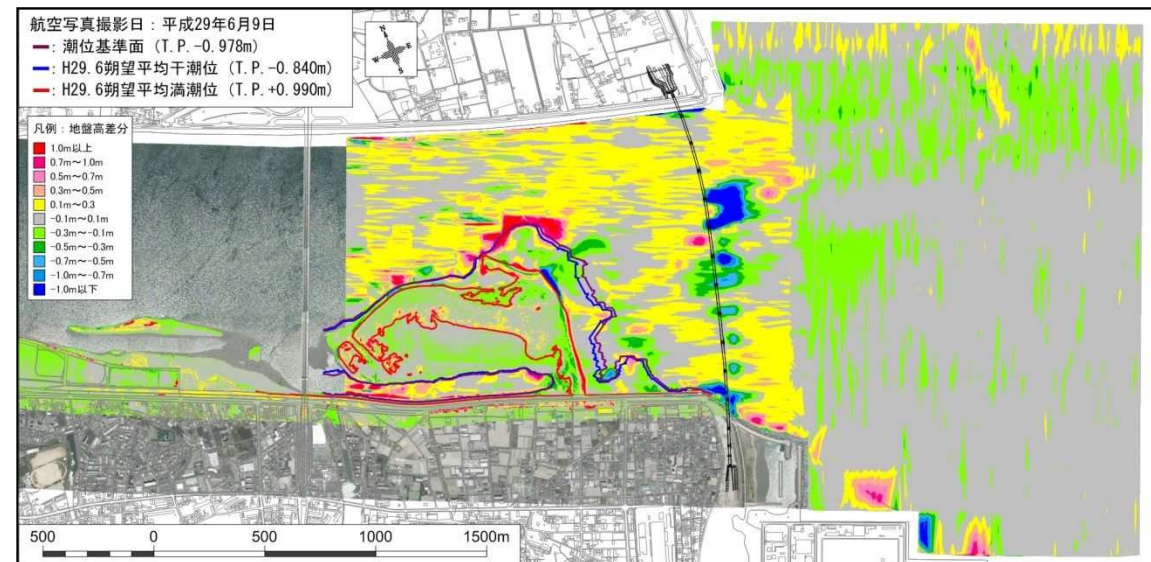 航空写真撮影日：平成29年6月9日
：潮位基準面（T.P.-0.978m）
：H29.6朔望平均干潮位（T.P.-0.840m）
：H29.6朔望平均満潮位（T.P.+0.990m）
N
E
W
S
凡例：地盤高差分
1.0m以上
0.7m～1.0m
0.5m～0.7m
0.3m～0.5m
0.1m～0.3
-0.1m～0.1m
-0.3m～-0.1m
-0.5m～-0.3m
-0.7m～-0.5m
-1.0m～-0.7m
-1.0m以下
500 0 500 1000 1500m